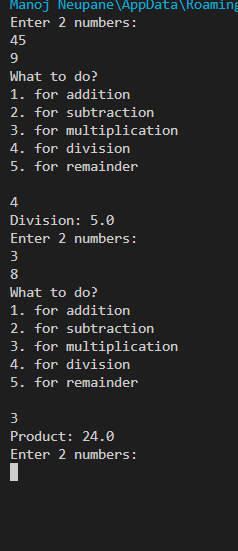 Manoj Neupane\AppData\Roaming
Enter 2 numbers:
45
9
What to do?
1. for addition
2. for subtraction
3. for multiplication
4. for division
5. for remainder
4
Division: 5.0
Enter 2 numbers:
3
8
What to do?
1. for addition
2. for subtraction
3. for multiplication
4. for division
5. for remainder
3
Product: 24.0
Enter 2 numbers: